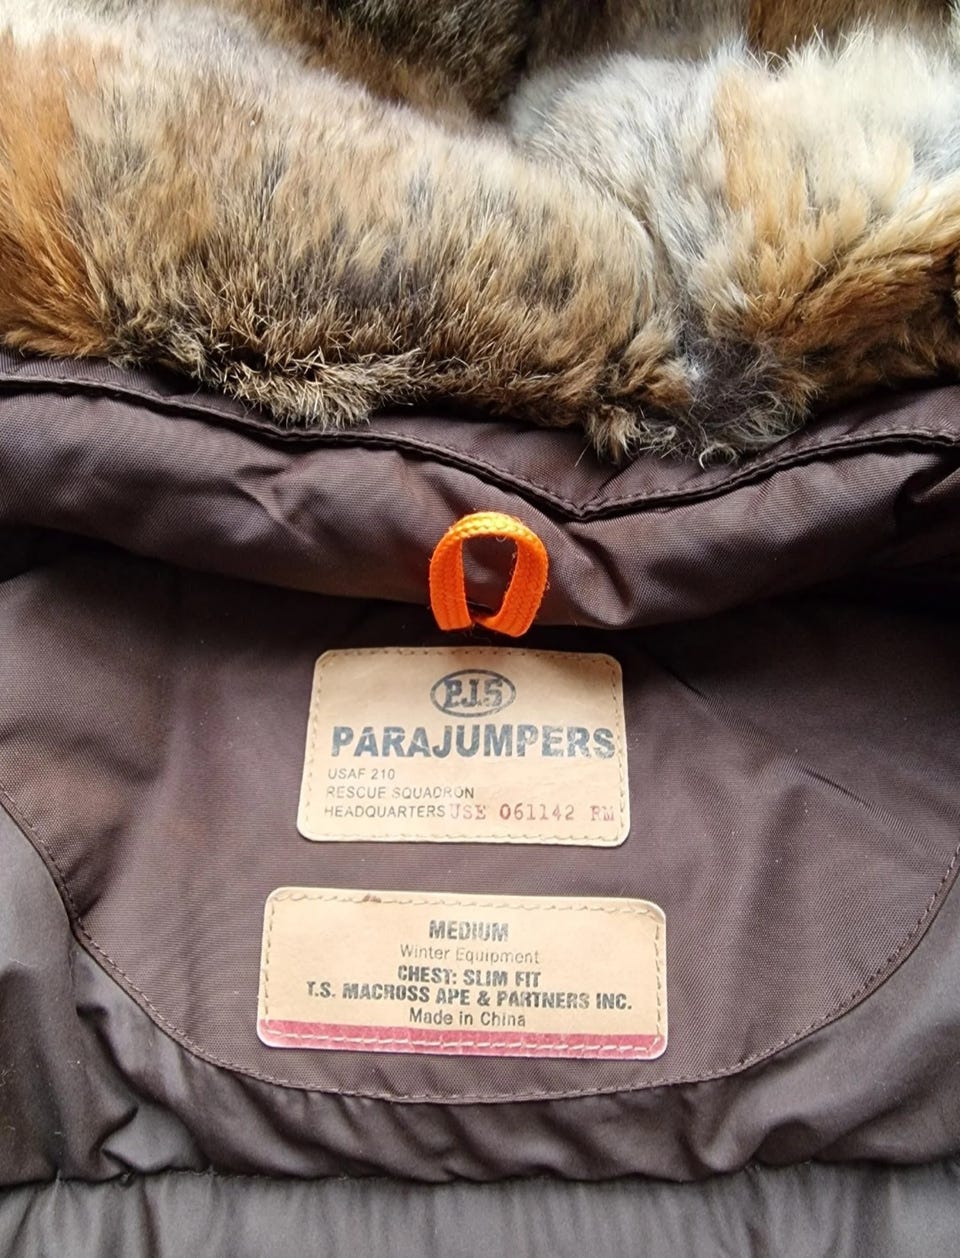 PJS
PARAJUMPERS
USAF 210
RESCUE SQUADRON
HEADQUARTERS USE 061142 RM
MEDIUM
Winter Equipment
CHEST: SLIM FIT
T.S. MACROSS APE & PARTNERS INC.
Made in China